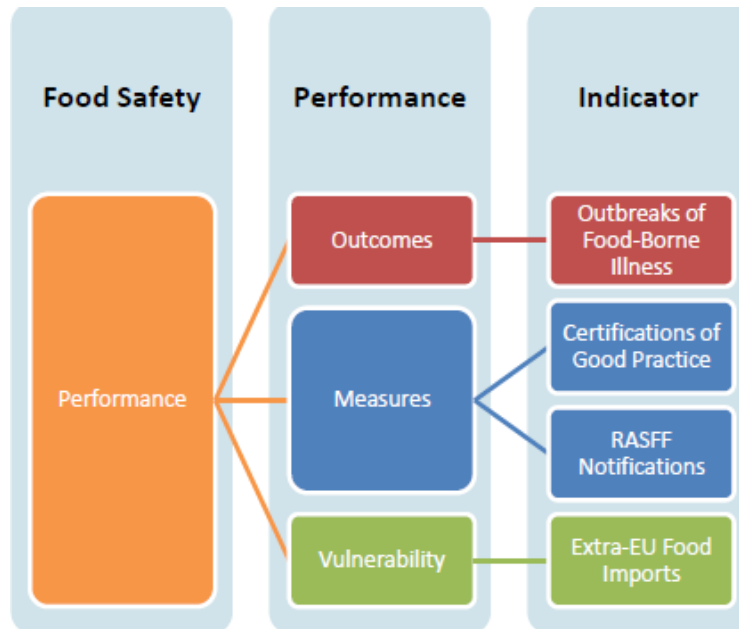 Food Safety
Performance
Indicator
Performance
Outcomes
Measures
Vulnerability
Outbreaks of
Food-Borne
Illness
Certifications of
Good Practice
RASFF
Notifications
Extra-EU Food
Imports